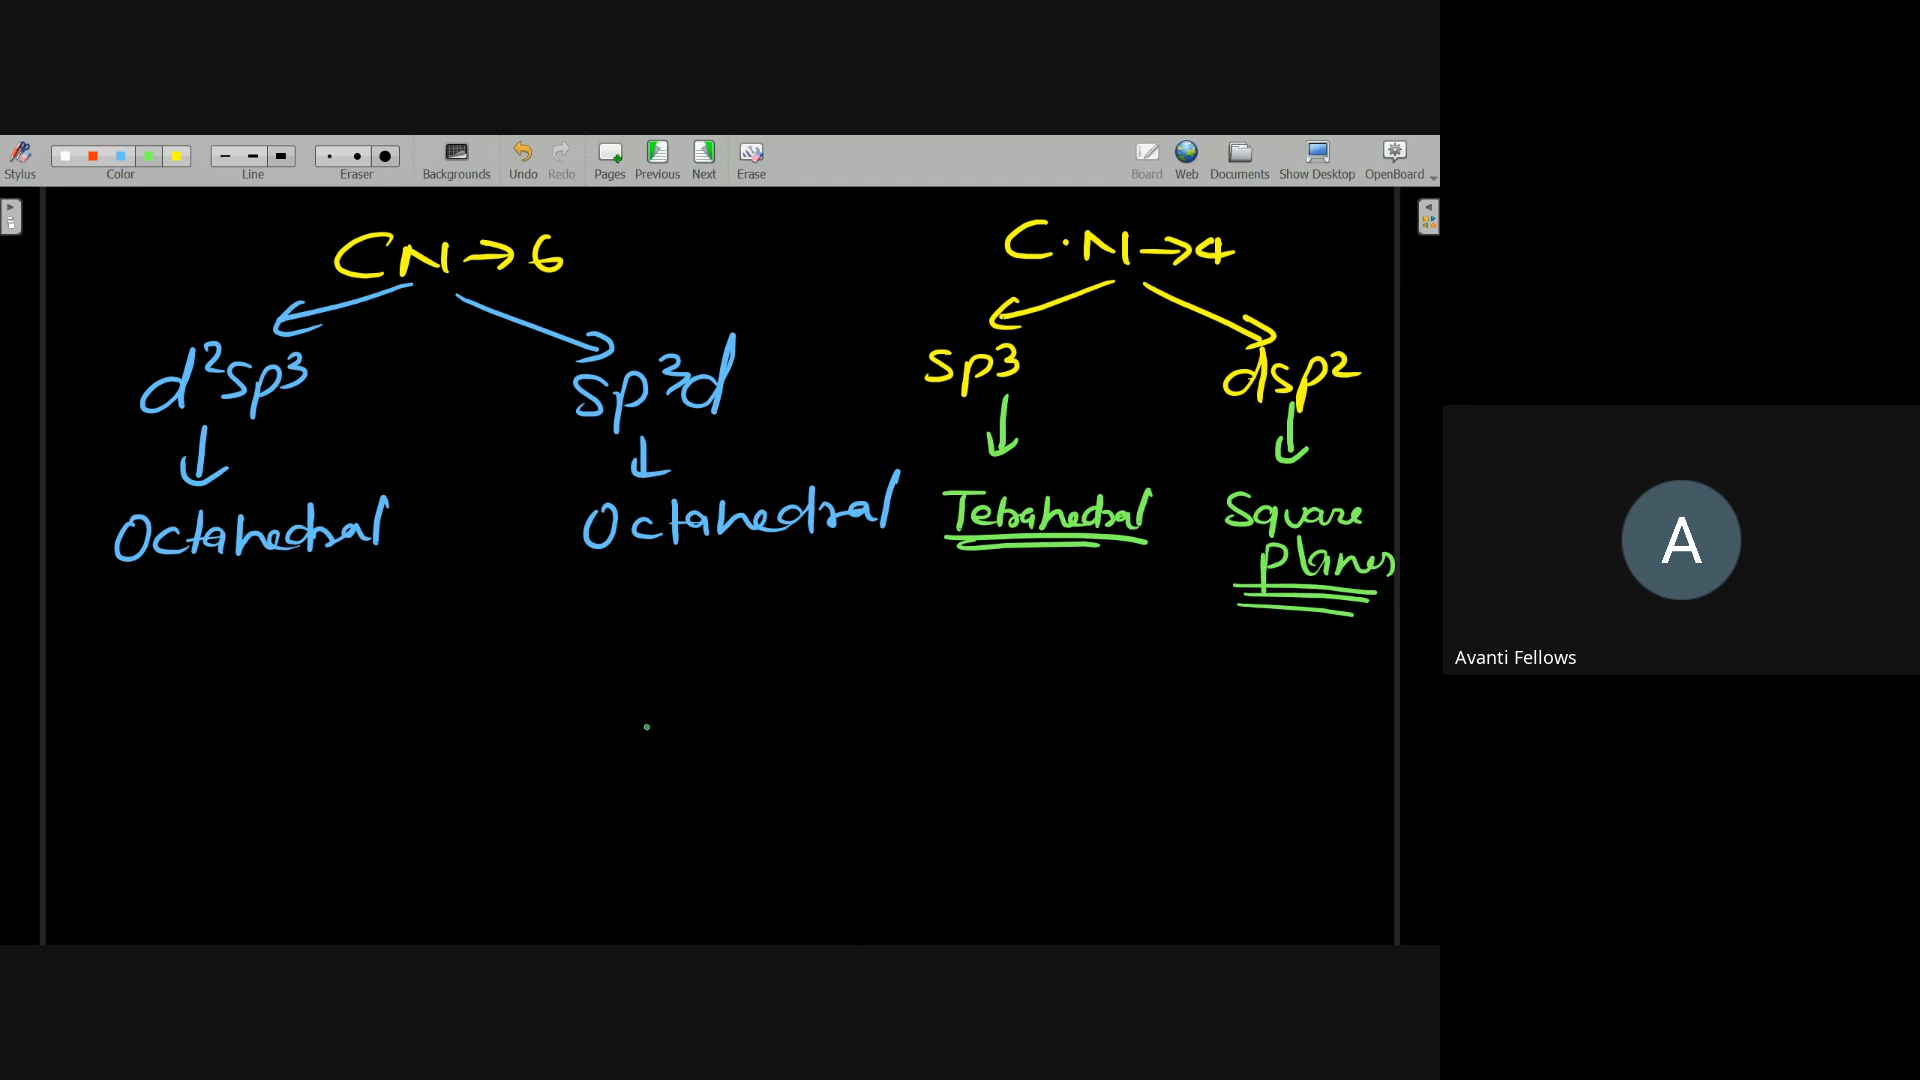 Stylus Color Line Eraser Backgrounds Undo Redo Pages Previous Next Erase Board Web Documents Show Desktop OpenBoard
CN→6
C·N→4
d²sp³
sp³d
sp3
dsp2
Octahedral
Octahedral
Tetrahedral
Square
Planes
A
Avanti Fellows